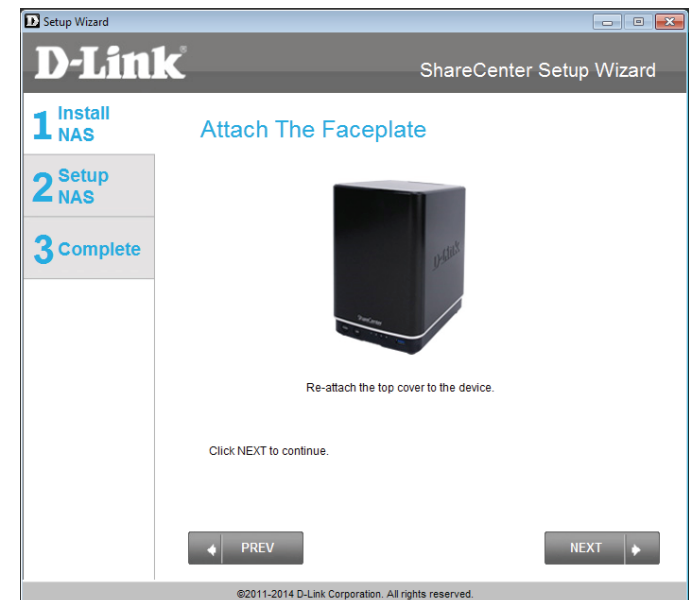 Setup Wizard
D-Link®
ShareCenter Setup Wizard
1 Install NAS
2 Setup NAS
3 Complete
Attach The Faceplate
D-Link
ShareCenter
Re-attach the top cover to the device.
Click NEXT to continue.
PREV
NEXT
©2011-2014 D-Link Corporation. All rights reserved.